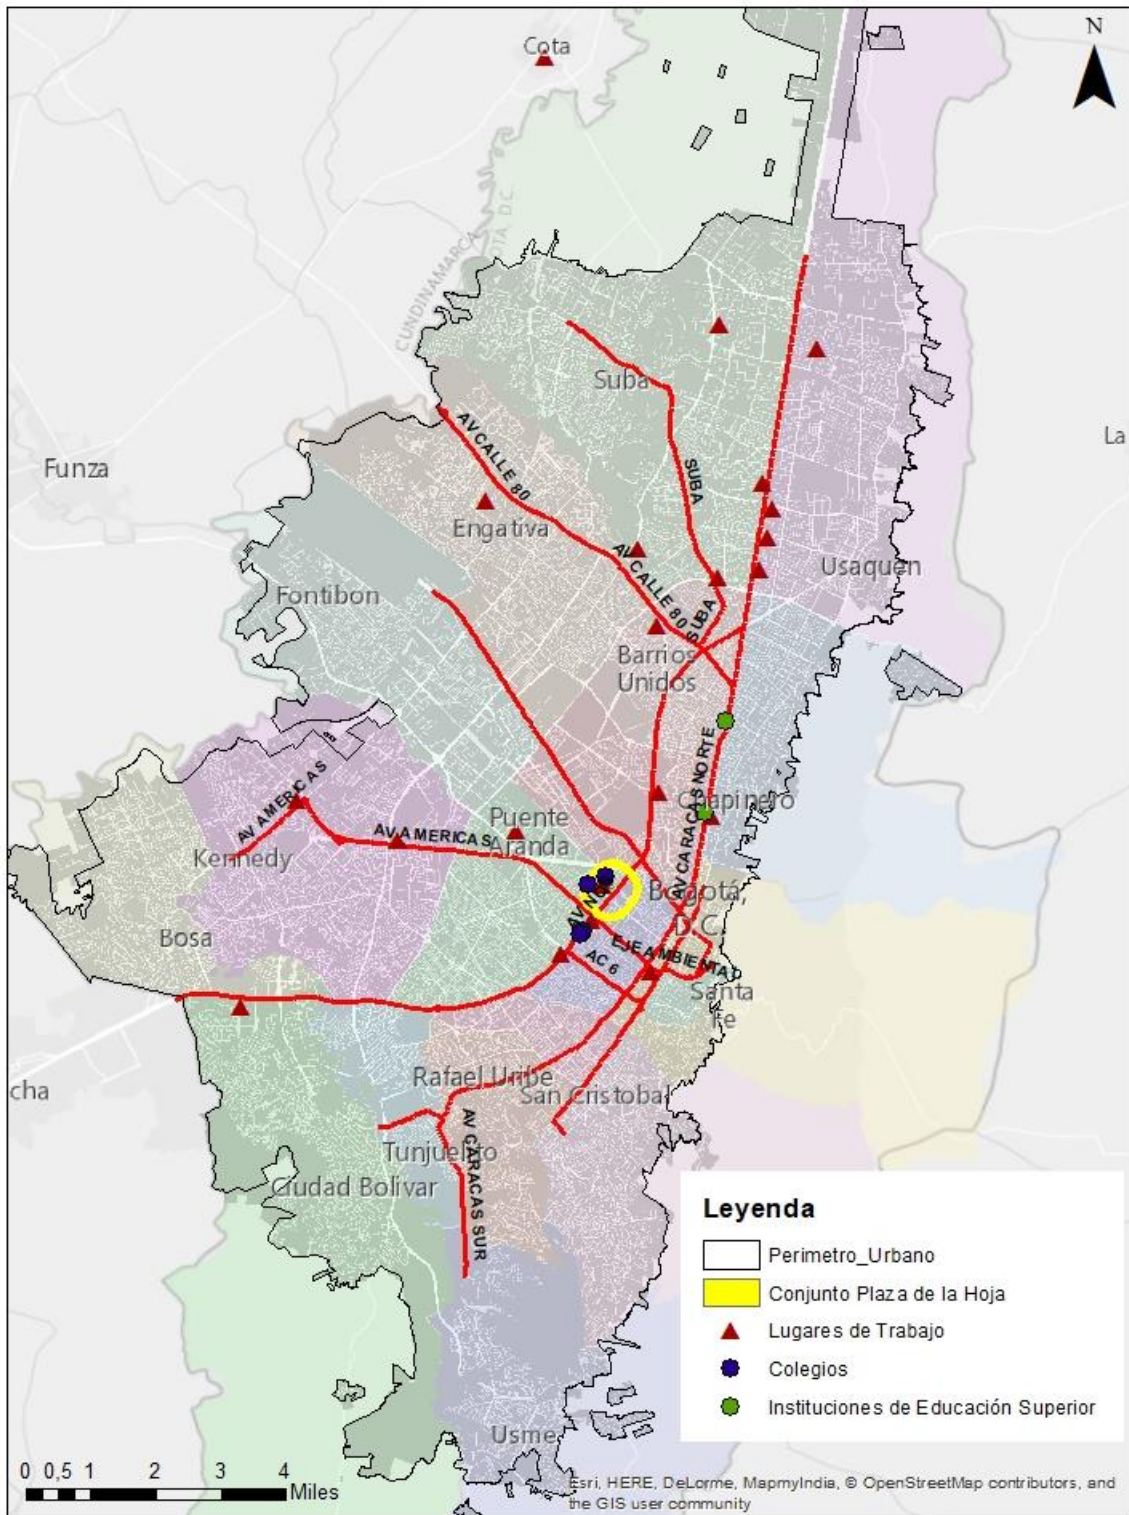 N
Cota
CUNDINAMARCA
OTA D.C.
Suba
AV CALLE 80
SUBA
La
Funza
Engativa
AV CALLE 80
Usaquen
Fontibon
SUBA
Barrios
Unidos
AV CARACAS NORTE
AV AMERICAS
Chapinero
Puente
Aranda
AV AMERICAS
Kennedy
Bogotá,
D.C.
Bosa
EJE AMBIENTAL
AC 6
Santa
Fe
Rafael Uribe
San Cristobal
cha
Tunjuelito
AV CARACAS SUR
Ciudad Bolivar
Usme
Leyenda
Perimetro_Urbano
Conjunto Plaza de la Hoja
Lugares de Trabajo
Colegios
Instituciones de Educación Superior
0 0,5 1 2 3 4
Miles
Esri, HERE, DeLorme, MapmyIndia, © OpenStreetMap contributors, and
the GIS user community